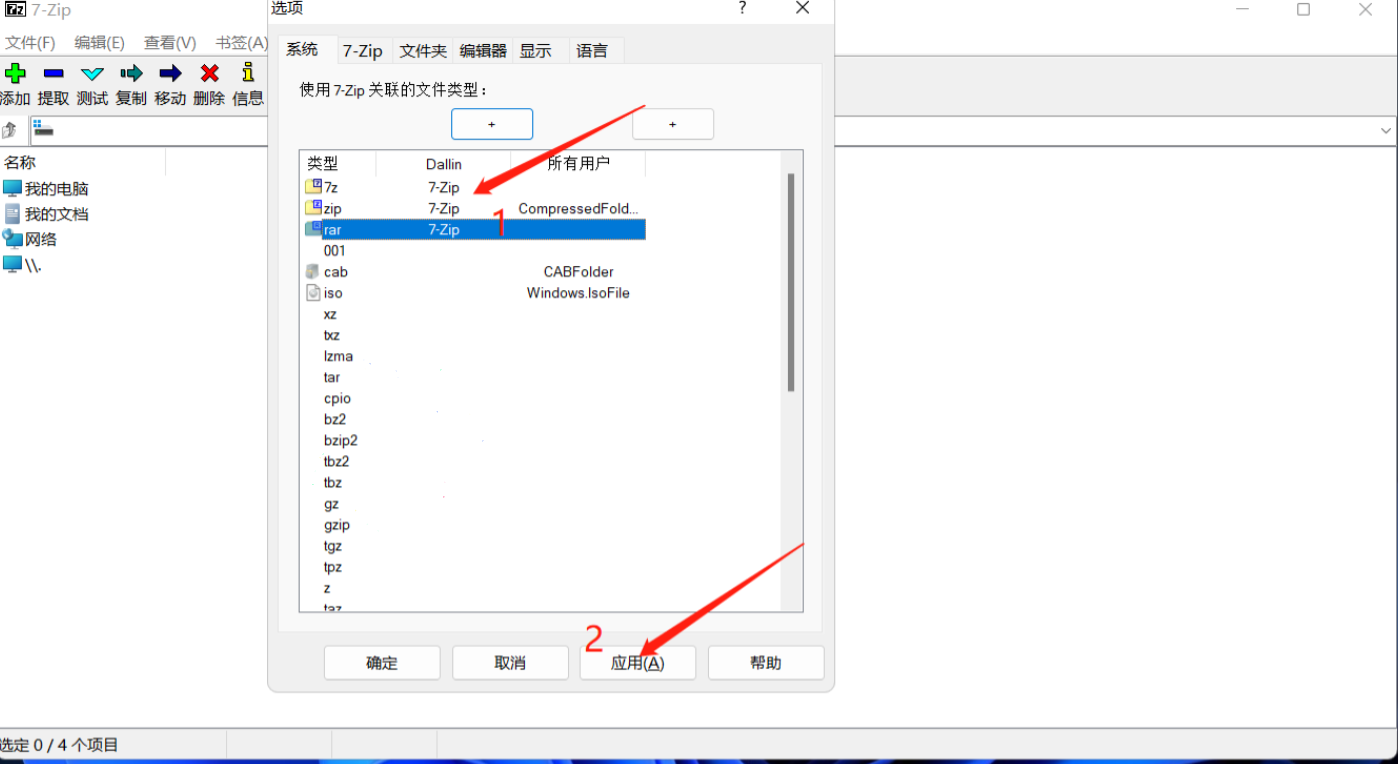 7z 7-Zip
文件(F) 编辑(E) 查看(V) 书签(A)
添加 提取 测试 复制 移动 删除 信息
名称
我的电脑
我的文档
网络
\\.
选项 ?
系统 7-Zip 文件夹 编辑器 显示 语言
使用 7-Zip 关联的文件类型:
+ +
类型 Dallin 所有用户
7z 7-Zip
zip 7-Zip CompressedFold...
1
rar 7-Zip
001
cab CABFolder
iso Windows.IsoFile
xz
txz
lzma
tar
cpio
bz2
bzip2
tbz2
tbz
gz
gzip
tgz
tpz
z
taz
2
确定 取消 应用(A) 帮助
选定 0 / 4 个项目